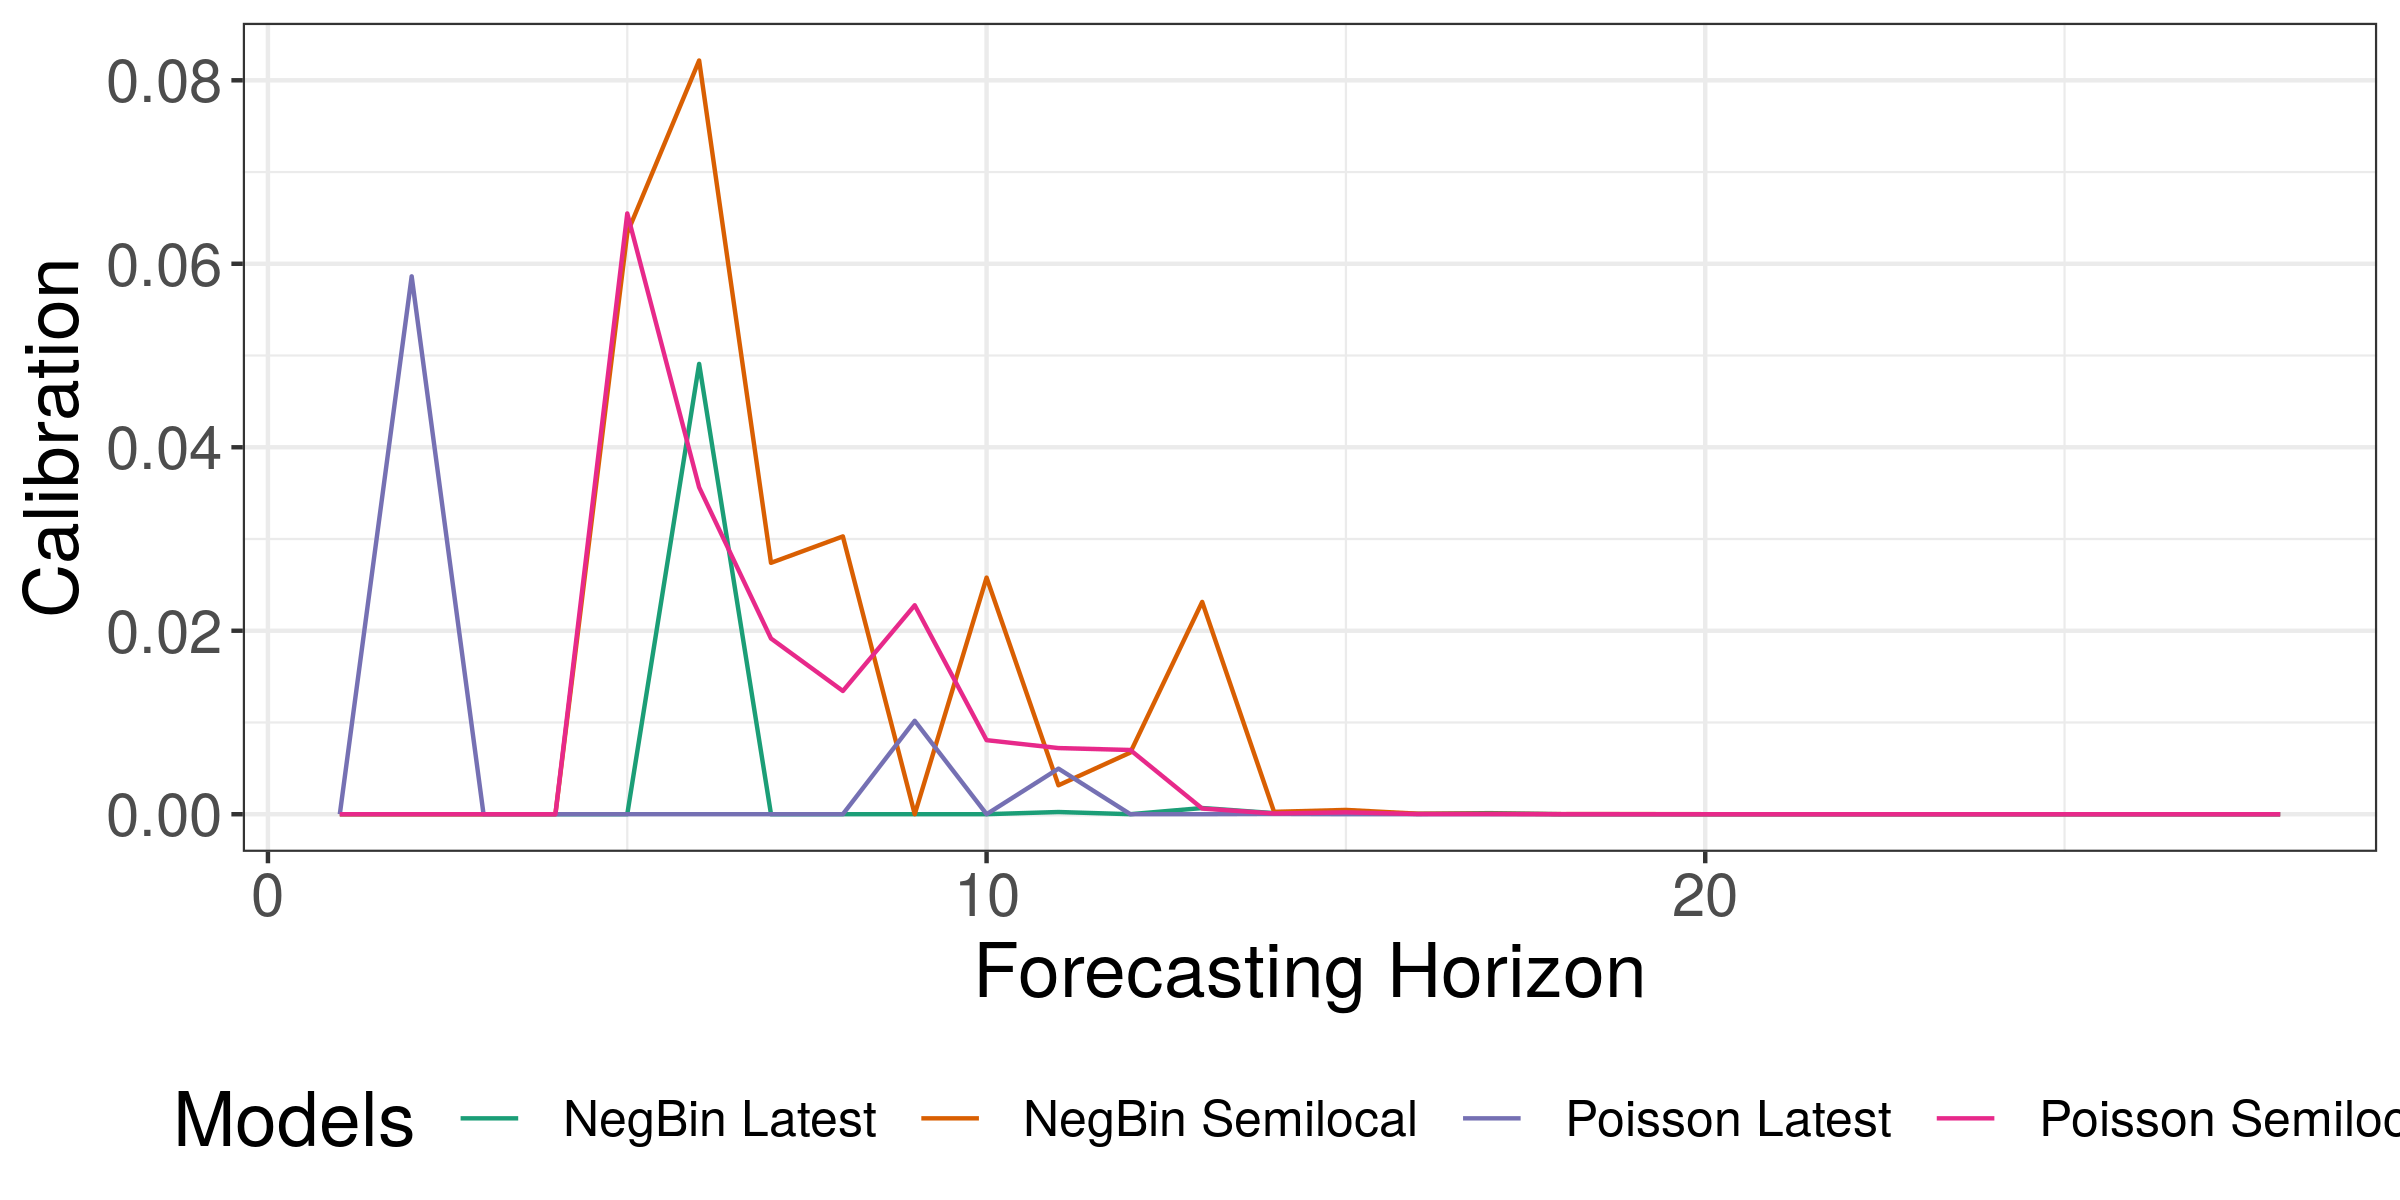 0.08
0.06
0.04
0.02
0.00
Calibration
0 10 20
Forecasting Horizon
Models NegBin Latest NegBin Semilocal Poisson Latest Poisson